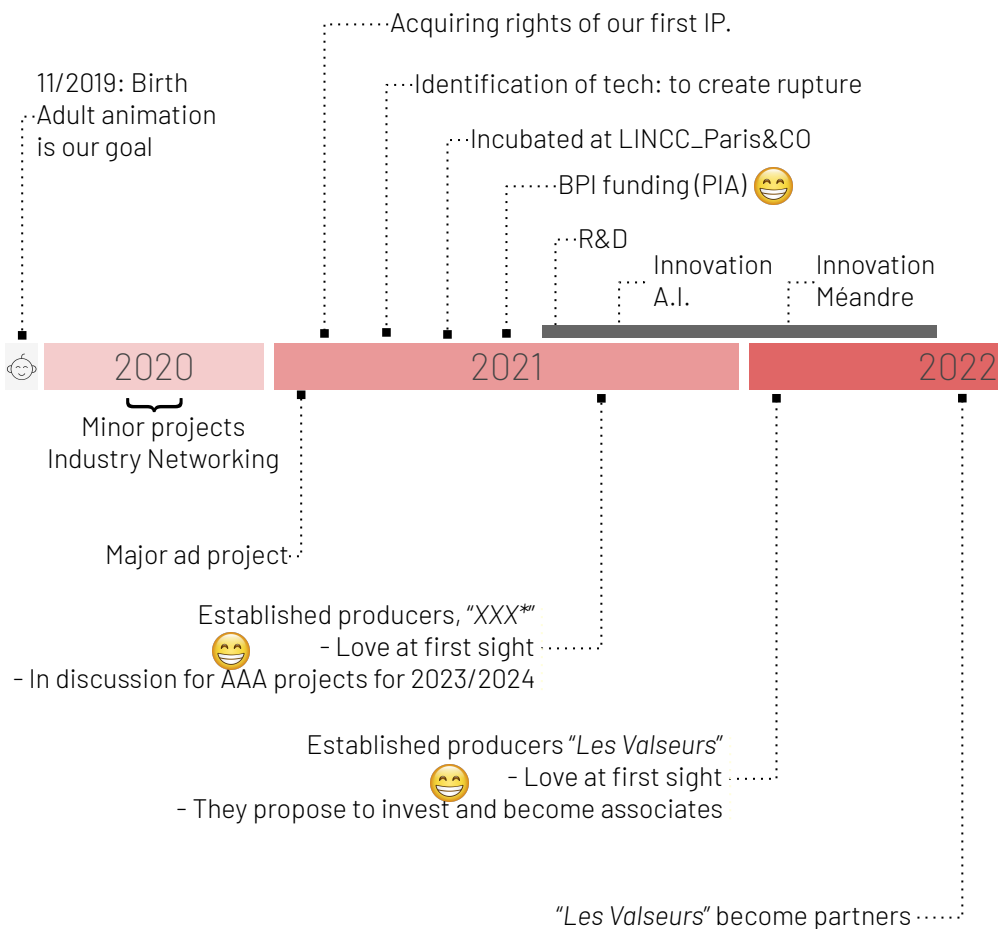 Acquiring rights of our first IP.
11/2019: Birth
Adult animation
is our goal
Identification of tech: to create rupture
Incubated at LINCC_Paris&CO
BPI funding (PIA)
R&D
Innovation
A.I.
Innovation
Méandre
2020
2021
2022
Minor projects
Industry Networking
Major ad project
Established producers, “XXX*”
- Love at first sight
- In discussion for AAA projects for 2023/2024
Established producers “Les Valseurs”
- Love at first sight
- They propose to invest and become associates
“Les Valseurs” become partners